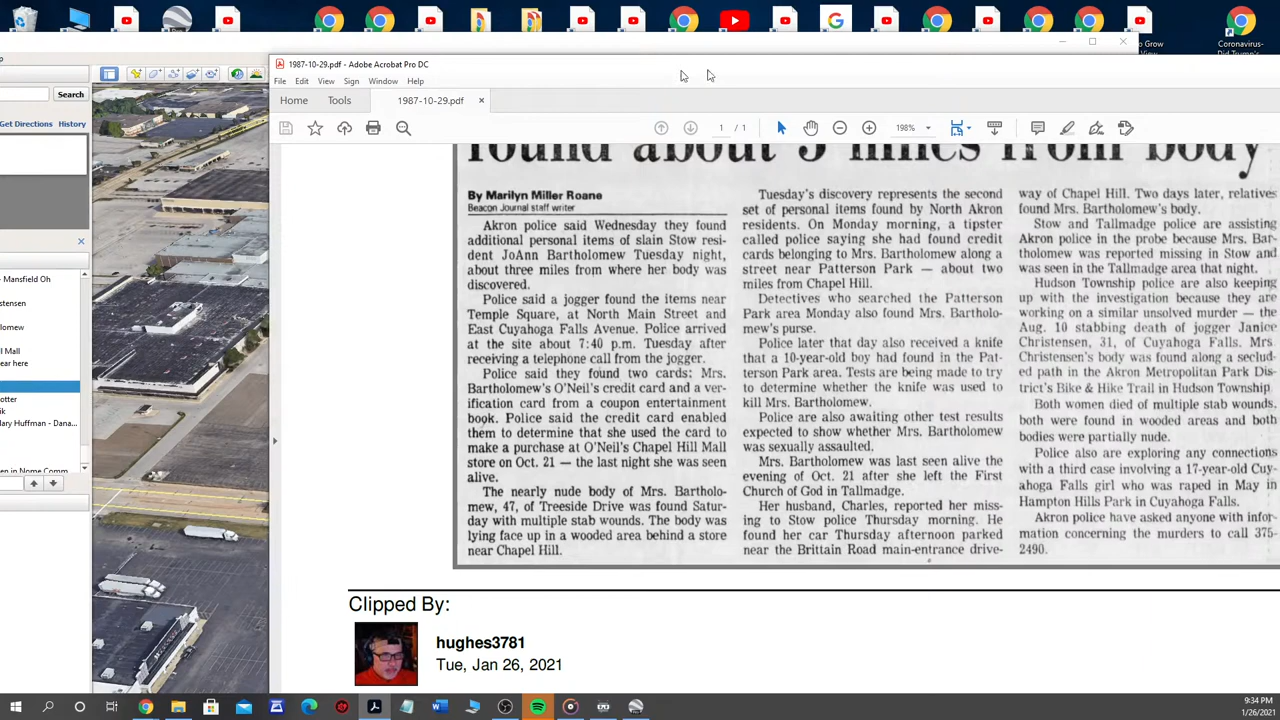 to Grow
View
Coronavirus-
Did Trump's
1987-10-29.pdf - Adobe Acrobat Pro DC
File Edit View Sign Window Help
Search
Home Tools 1987-10-29.pdf
Get Directions History
1 / 1
198%
found about 3 miles from body
By Marilyn Miller Roane
Beacon Journal staff writer
Akron police said Wednesday they found
additional personal items of slain Stow resi-
dent JoAnn Bartholomew Tuesday night,
about three miles from where her body was
discovered.
Police said a jogger found the items near
Temple Square, at North Main Street and
East Cuyahoga Falls Avenue. Police arrived
at the site about 7:40 p.m. Tuesday after
receiving a telephone call from the jogger.
Police said they found two cards: Mrs.
Bartholomew's O'Neil's credit card and a ver-
ification card from a coupon entertainment
book. Police said the credit card enabled
them to determine that she used the card to
make a purchase at O'Neil's Chapel Hill Mall
store on Oct. 21 — the last night she was seen
alive.
The nearly nude body of Mrs. Bartholo-
mew, 47, of Treeside Drive was found Satur-
day with multiple stab wounds. The body was
lying face up in a wooded area behind a store
near Chapel Hill.
Tuesday's discovery represents the second
set of personal items found by North Akron
residents. On Monday morning, a tipster
called police saying she had found credit
cards belonging to Mrs. Bartholomew along a
street near Patterson Park — about two
miles from Chapel Hill.
Detectives who searched the Patterson
Park area Monday also found Mrs. Bartholo-
mew's purse.
Police later that day also received a knife
that a 10-year-old boy had found in the Pat-
terson Park area. Tests are being made to try
to determine whether the knife was used to
kill Mrs. Bartholomew.
Police are also awaiting other test results
expected to show whether Mrs. Bartholomew
was sexually assaulted.
Mrs. Bartholomew was last seen alive the
evening of Oct. 21 after she left the First
Church of God in Tallmadge.
Her husband, Charles, reported her miss-
ing to Stow police Thursday morning. He
found her car Thursday afternoon parked
near the Brittain Road main-entrance drive-
way of Chapel Hill. Two days later, relatives
found Mrs. Bartholomew's body.
Stow and Tallmadge police are assisting
Akron police in the probe because Mrs. Bar-
tholomew was reported missing in Stow and
was seen in the Tallmadge area that night.
Hudson Township police are also keeping
up with the investigation because they are
working on a similar unsolved murder — the
Aug. 10 stabbing death of jogger Janice
Christensen, 31, of Cuyahoga Falls. Mrs.
Christensen's body was found along a seclud-
ed path in the Akron Metropolitan Park Dis-
trict's Bike & Hike Trail in Hudson Township.
Both women died of multiple stab wounds,
both were found in wooded areas and both
bodies were partially nude.
Police also are exploring any connections
with a third case involving a 17-year-old Cuy-
ahoga Falls girl who was raped in May in
Hampton Hills Park in Cuyahoga Falls.
Akron police have asked anyone with infor-
mation concerning the murders to call 375-
2490.
- Mansfield Oh
stensen
lomew
l Mall
ear here
otter
ik
lary Huffman - Dana...
en in Nome Comm
Clipped By:
hughes3781
Tue, Jan 26, 2021
9:34 PM
1/26/2021